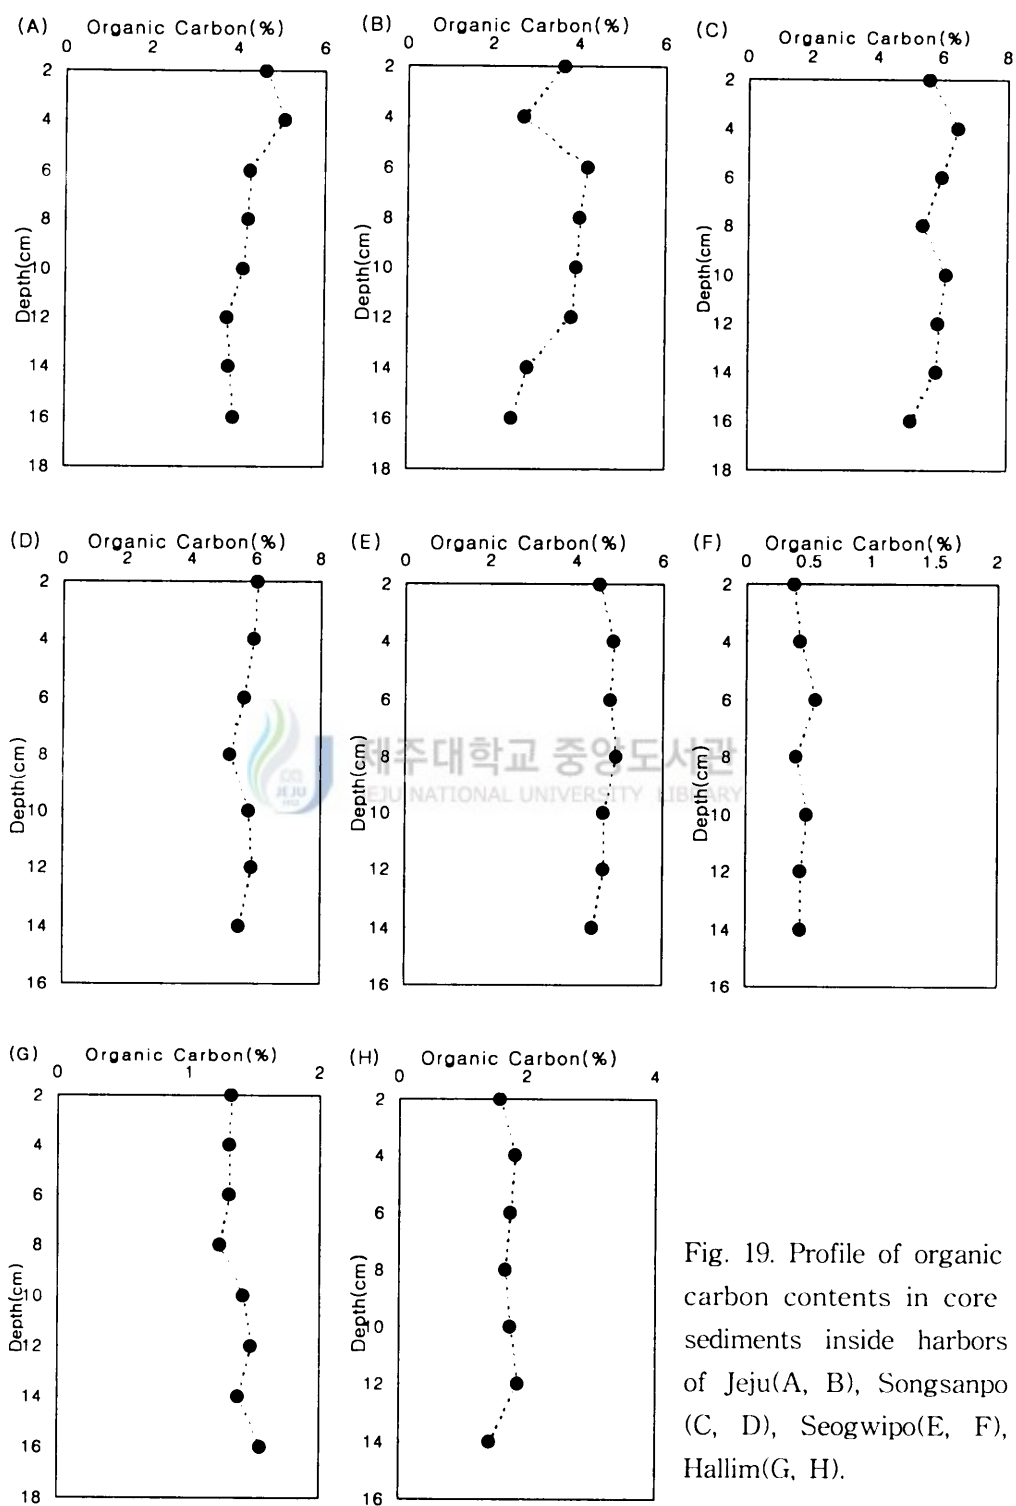 (A) Organic Carbon(%)
0 2 4 6
2
4
6
8
10
12
14
16
18
Depth(cm)
(B) Organic Carbon(%)
0 2 4 6
2
4
6
8
10
12
14
16
18
Depth(cm)
(C) Organic Carbon(%)
0 2 4 6 8
2
4
6
8
10
12
14
16
18
Depth(cm)
(D) Organic Carbon(%)
0 2 4 6 8
2
4
6
8
10
12
14
16
Depth(cm)
(E) Organic Carbon(%)
0 2 4 6
2
4
6
8
10
12
14
16
Depth(cm)
(F) Organic Carbon(%)
0 0.5 1 1.5 2
2
4
6
8
10
12
14
16
Depth(cm)
제주대학교 중앙도서관
JEJU NATIONAL UNIVERSITY LIBRARY
JEJU
1952
(G) Organic Carbon(%)
0 1 2
2
4
6
8
10
12
14
16
18
Depth(cm)
(H) Organic Carbon(%)
0 2 4
2
4
6
8
10
12
14
16
Depth(cm)
Fig. 19. Profile of organic
carbon contents in core
sediments inside harbors
of Jeju(A, B), Songsanpo
(C, D), Seogwipo(E, F),
Hallim(G, H).